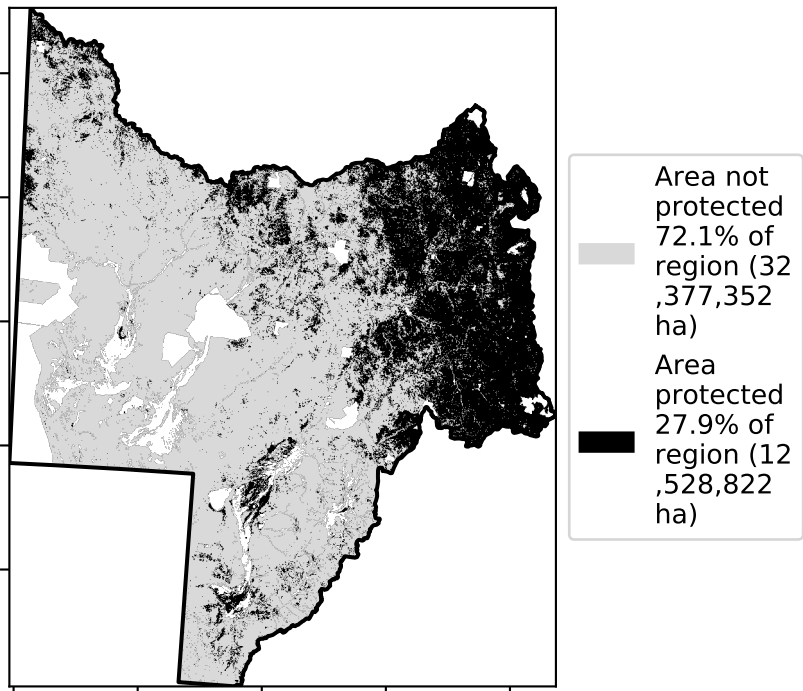 Area not
protected
72.1% of
region (32
,377,352
ha)
Area
protected
27.9% of
region (12
,528,822
ha)